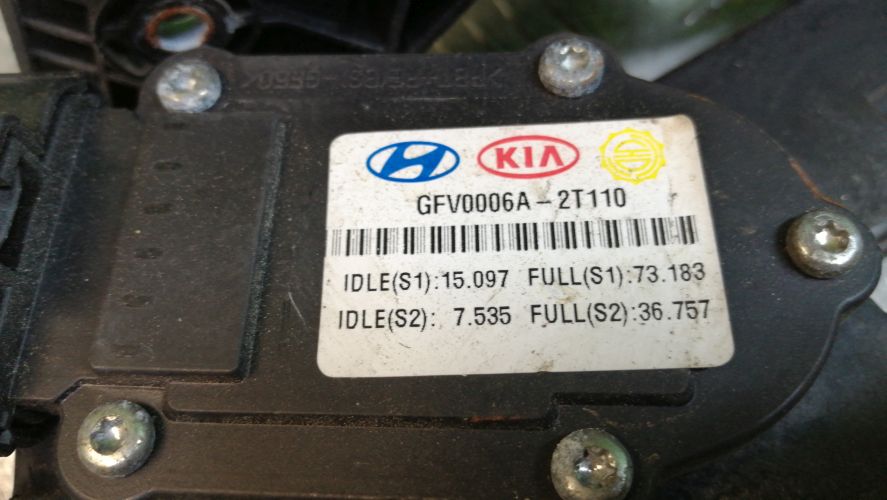 KIA
GFV0006A-2T110
IDLE(S1):15.097 FULL(S1):73.183
IDLE(S2): 7.535 FULL(S2):36.757